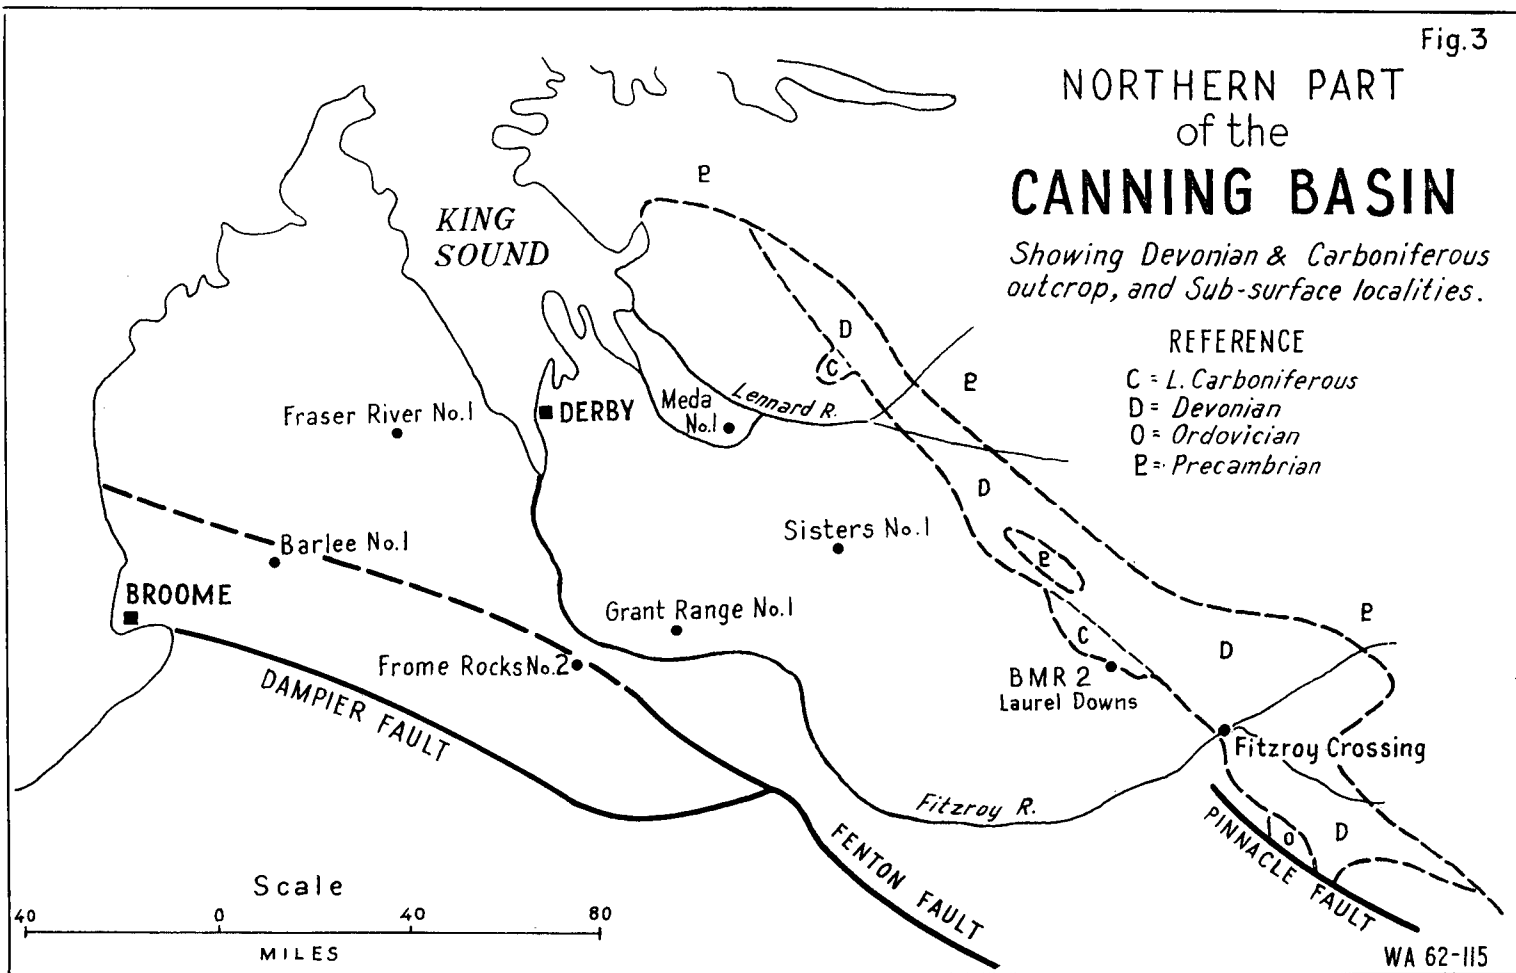 Fig.3
NORTHERN PART
of the
CANNING BASIN
Showing Devonian & Carboniferous
outcrop, and Sub-surface localities.
REFERENCE
C = L. Carboniferous
D = Devonian
O = Ordovician
P = Precambrian
P
KING
SOUND
D
C
P
Lennard R.
Meda
No.1
DERBY
Fraser River No.1
D
Sisters No.1
Barlee No.1
P
BROOME
Grant Range No.1
P
C
D
Frome Rocks No.2
BMR 2
Laurel Downs
DAMPIER FAULT
Fitzroy Crossing
Fitzroy R.
PINNACLE FAULT
O
D
FENTON FAULT
Scale
40 0 40 80
MILES
WA 62-115